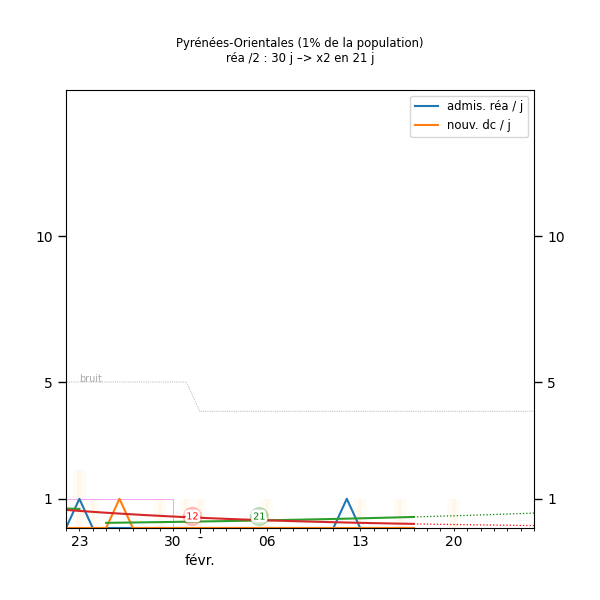 Pyrénées-Orientales (1% de la population)
réa /2 : 30 j –> x2 en 21 j
admis. réa / j
nouv. dc / j
10 10
bruit
5 5
1 1
12 21
23 30 - 06 13 20
févr.